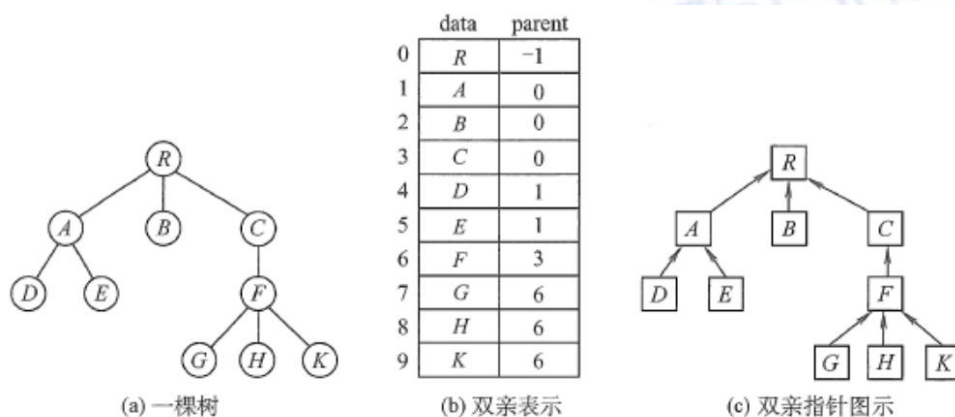 data parent
0 R −1
1 A 0
2 B 0
3 C 0
4 D 1
5 E 1
6 F 3
7 G 6
8 H 6
9 K 6
R
A B C
D E F
G H K
R
A B C
D E F
G H K
(a) 一棵树
(b) 双亲表示
(c) 双亲指针图示